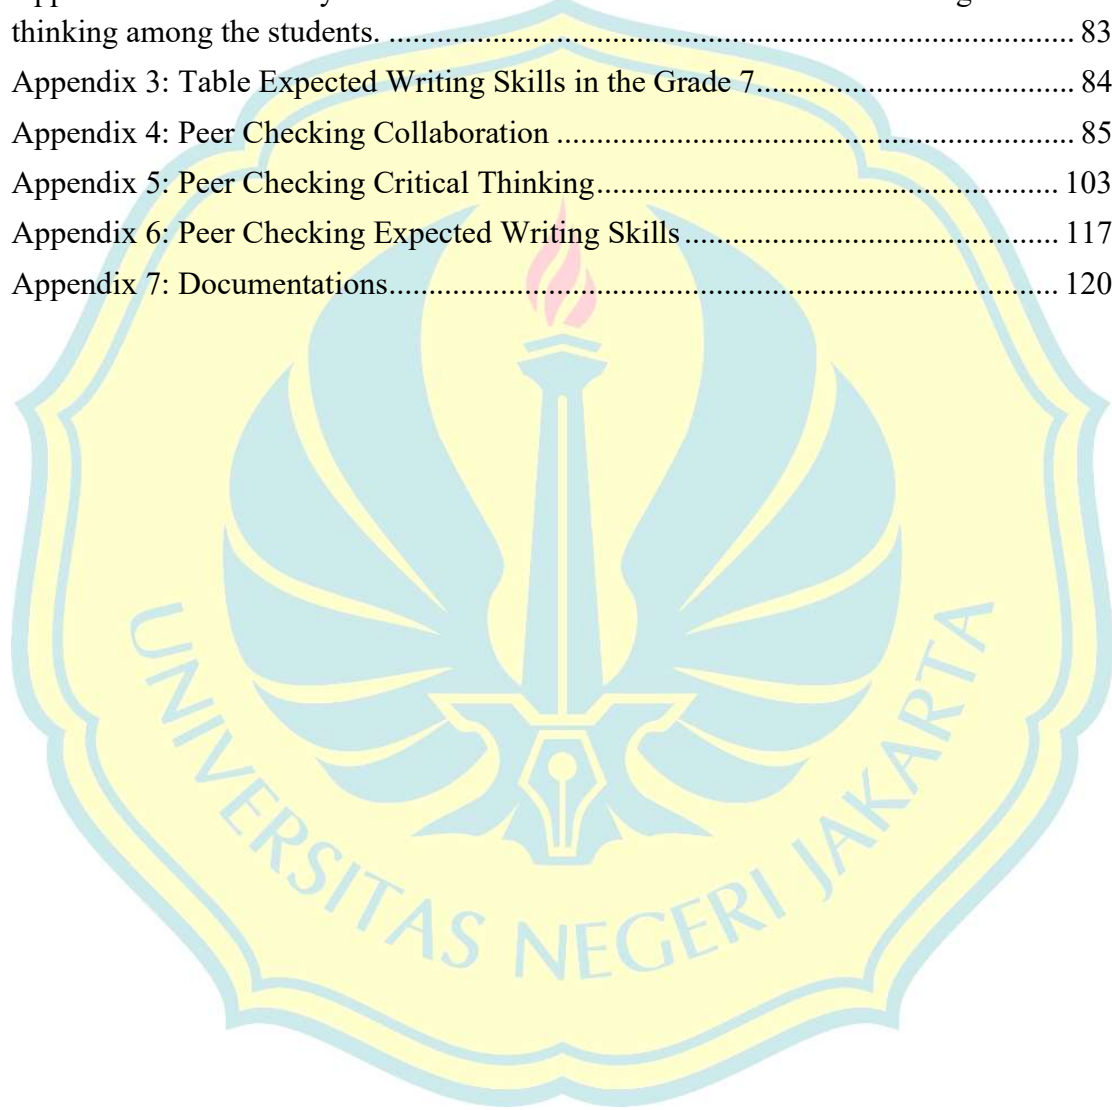 thinking among the students. ........................................................................................ 83
Appendix 3: Table Expected Writing Skills in the Grade 7........................................ 84
Appendix 4: Peer Checking Collaboration ................................................................. 85
Appendix 5: Peer Checking Critical Thinking........................................................... 103
Appendix 6: Peer Checking Expected Writing Skills................................................ 117
Appendix 7: Documentations..................................................................................... 120
UNIVERSITAS NEGERI JAKARTA